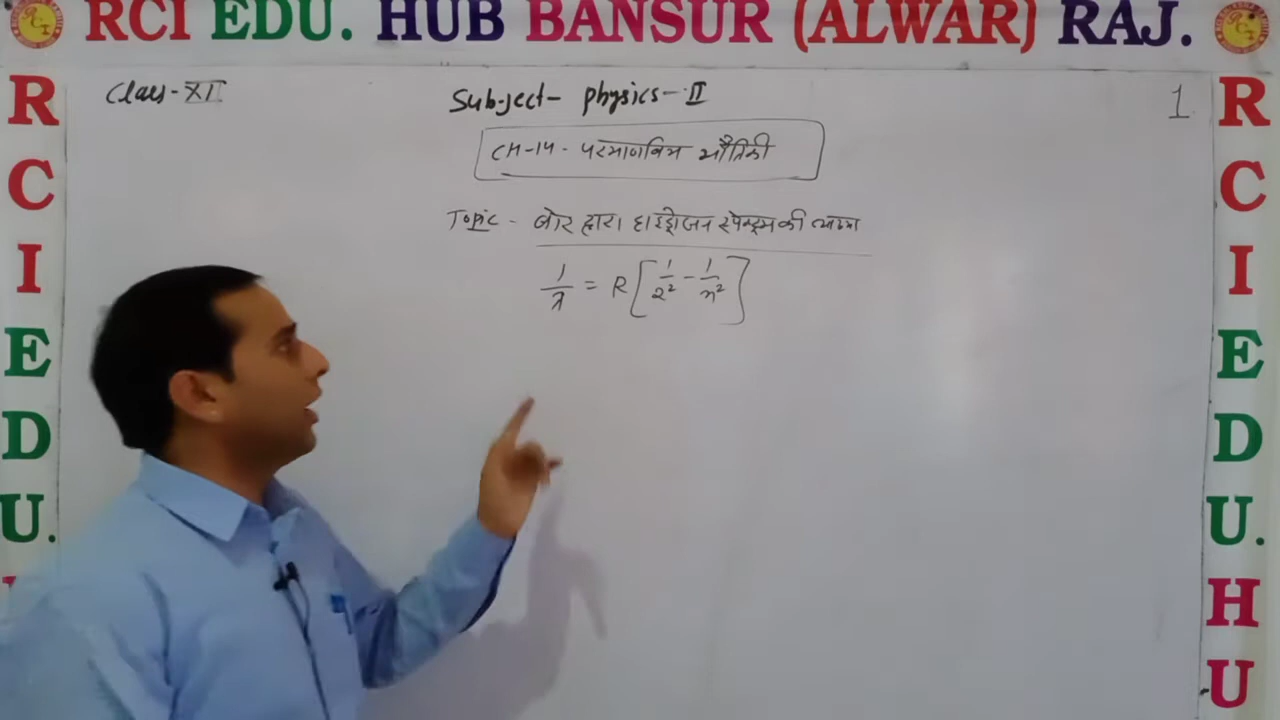 RCI EDU. HUB BANSUR (ALWAR) RAJ.
Class-XII
Subject- physics-II
1
CH-14- परमाणविय भौतिकी
Topic - बोर द्वारा हाइड्रोजन स्पेक्ट्रम की व्याख्या
1/λ = R[1/2² - 1/n²]
R
C
I
E
D
U.
R
C
I
E
D
U.
H
U